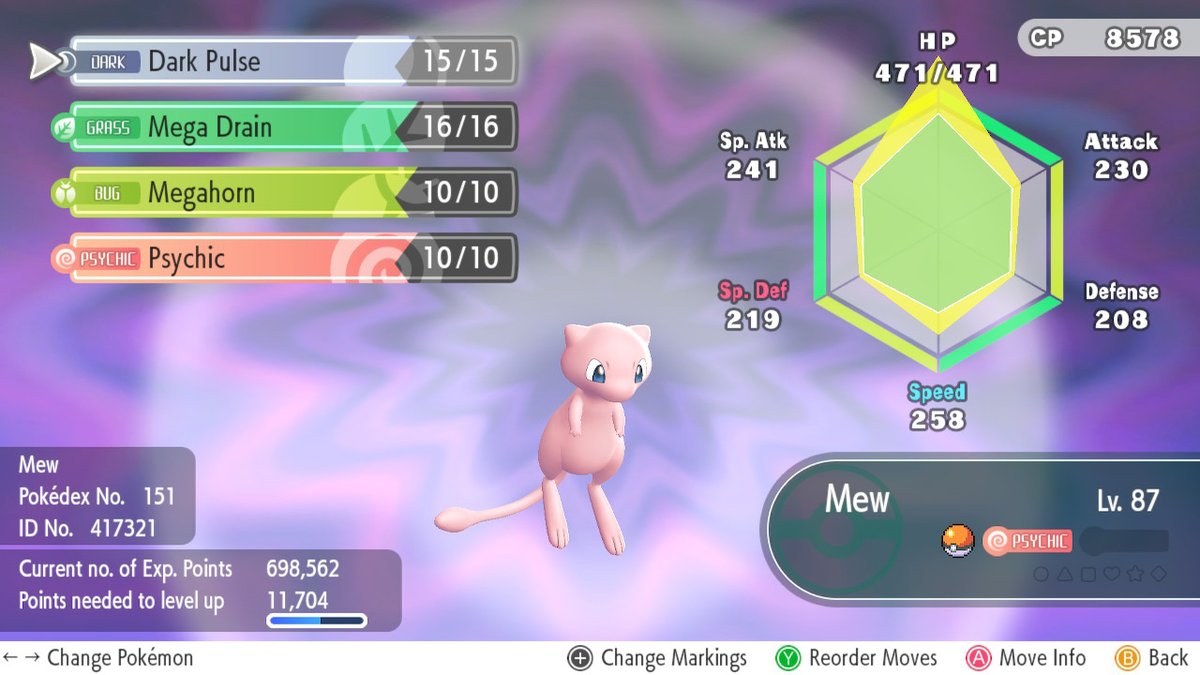 DARK Dark Pulse 15/15
GRASS Mega Drain 16/16
BUG Megahorn 10/10
PSYCHIC Psychic 10/10
CP 8578
HP
471/471
Sp. Atk
241
Attack
230
Sp. Def
219
Defense
208
Speed
258
Mew
Pokédex No. 151
ID No. 417321
Current no. of Exp. Points 698,562
Points needed to level up 11,704
Mew Lv. 87
PSYCHIC
←→ Change Pokémon
+ Change Markings Y Reorder Moves A Move Info B Back